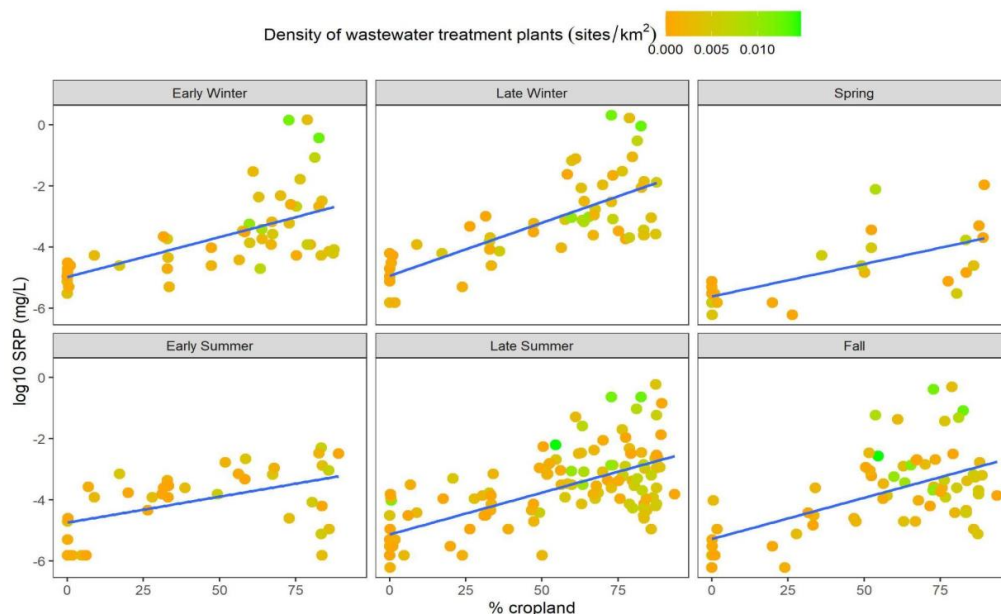 Density of wastewater treatment plants (sites/km²)
0.000 0.005 0.010
Early Winter Late Winter Spring
0
-2
-4
-6
Early Summer Late Summer Fall
0
-2
-4
-6
log10 SRP (mg/L)
0 25 50 75 0 25 50 75 0 25 50 75
% cropland